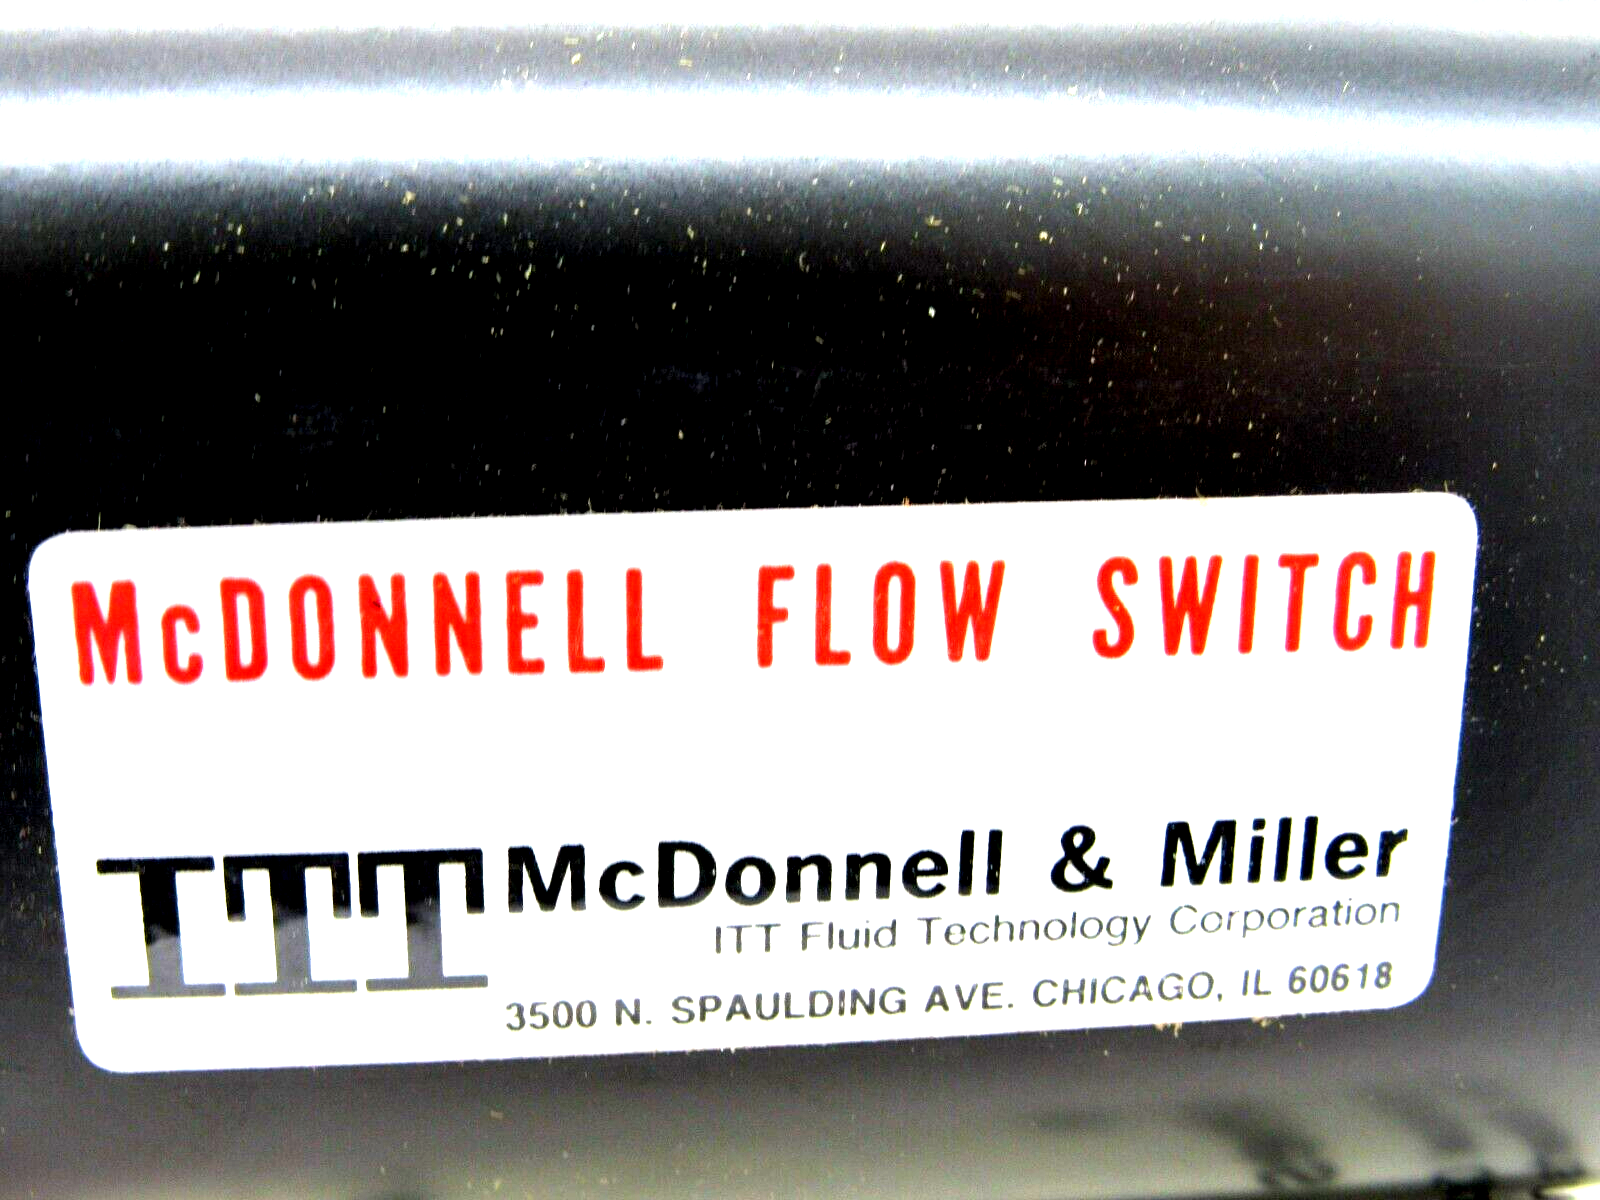 McDONNELL FLOW SWITCH
ITT McDonnell & Miller
ITT Fluid Technology Corporation
3500 N. SPAULDING AVE. CHICAGO, IL 60618